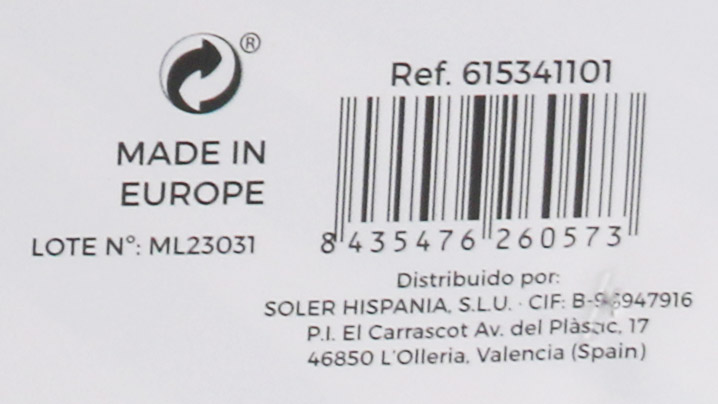 ®
Ref. 615341101
MADE IN
EUROPE
LOTE Nº: ML23031
8 435476 260573
Distribuido por:
SOLER HISPANIA, S.L.U. · CIF: B-96947916
P.I. El Carrascot Av. del Plàstic, 17
46850 L'Olleria, Valencia (Spain)